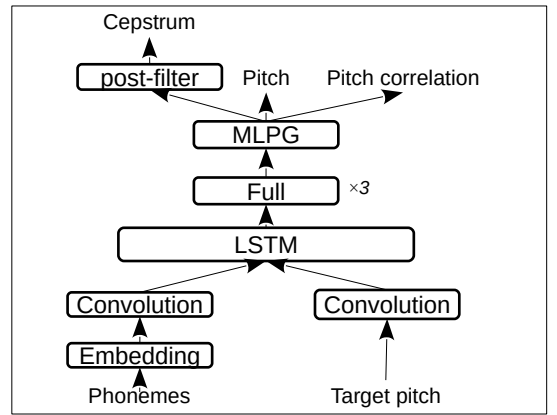 Cepstrum
post-filter Pitch Pitch correlation
MLPG
Full ×3
LSTM
Convolution Convolution
Embedding
Phonemes Target pitch